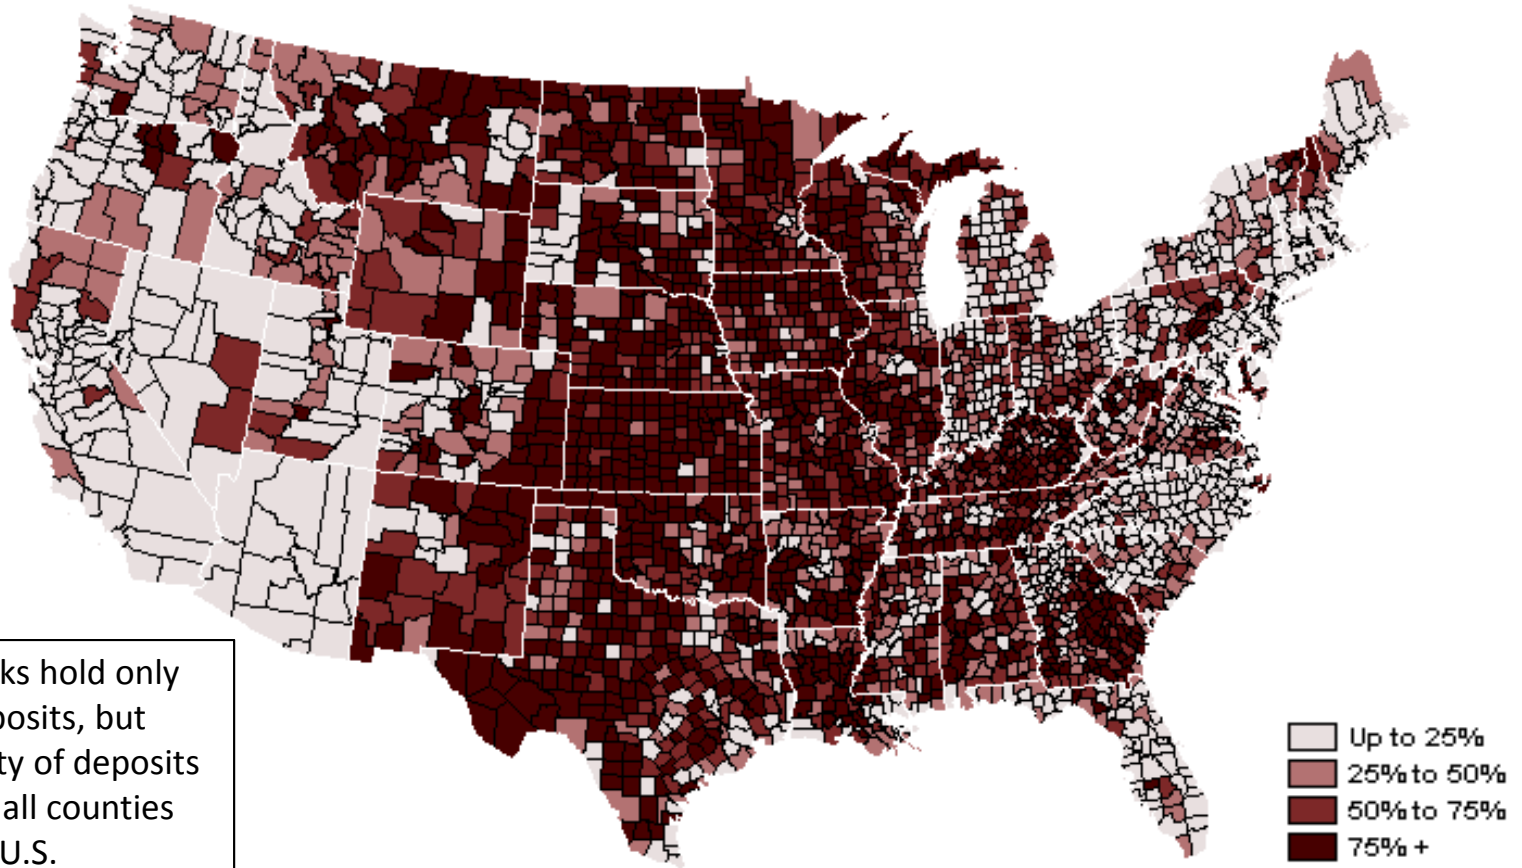 ks hold only
posits, but
ty of deposits
all counties
U.S.
Up to 25%
25% to 50%
50% to 75%
75% +